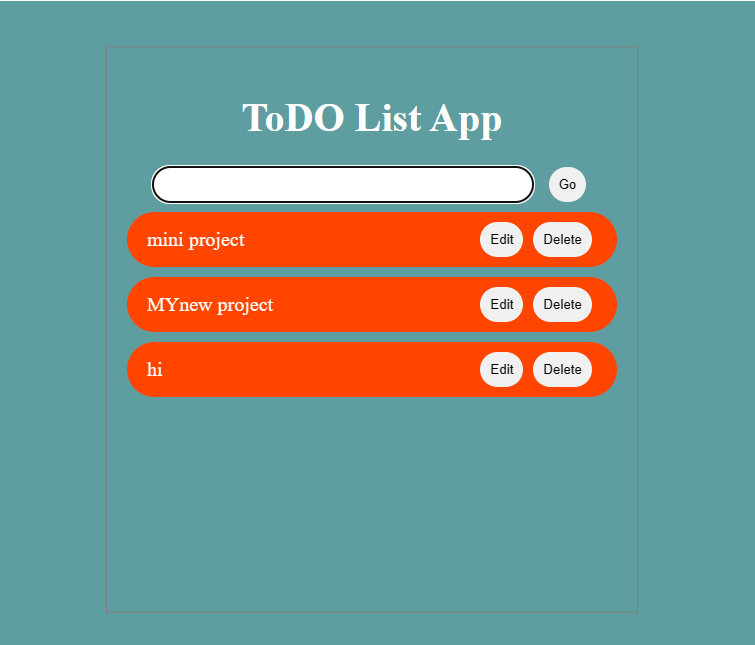 ToDO List App
Go
mini project Edit Delete
MYnew project Edit Delete
hi Edit Delete